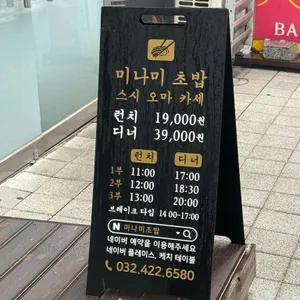 미나미 초밥
스시 오마카세
런치 19,000원
디너 39,000원
런치 디너
1부 11:00 17:00
2부 12:00 18:30
3부 13:00 20:00
브레이크 타임 14:00-17:00
N 미나미초밥
네이버 예약을 이용해주세요
네이버 플레이스, 캐치 테이블
032.422.6580
BA